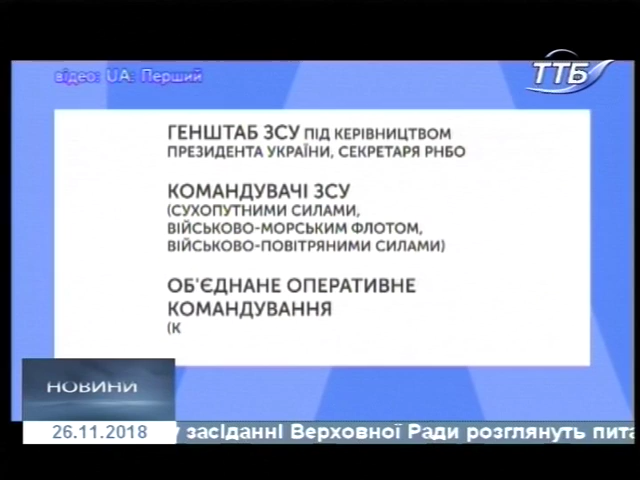 відео: UA: Перший
ТТБ
ГЕНШТАБ ЗСУ ПІД КЕРІВНИЦТВОМ
ПРЕЗИДЕНТА УКРАЇНИ, СЕКРЕТАРЯ РНБО
КОМАНДУВАЧІ ЗСУ
(СУХОПУТНИМИ СИЛАМИ,
ВІЙСЬКОВО-МОРСЬКИМ ФЛОТОМ,
ВІЙСЬКОВО-ПОВІТРЯНИМИ СИЛАМИ)
ОБ'ЄДНАНЕ ОПЕРАТИВНЕ
КОМАНДУВАННЯ
(К
НОВИНИ
26.11.2018 у засіданні Верховної Ради розглянуть пита